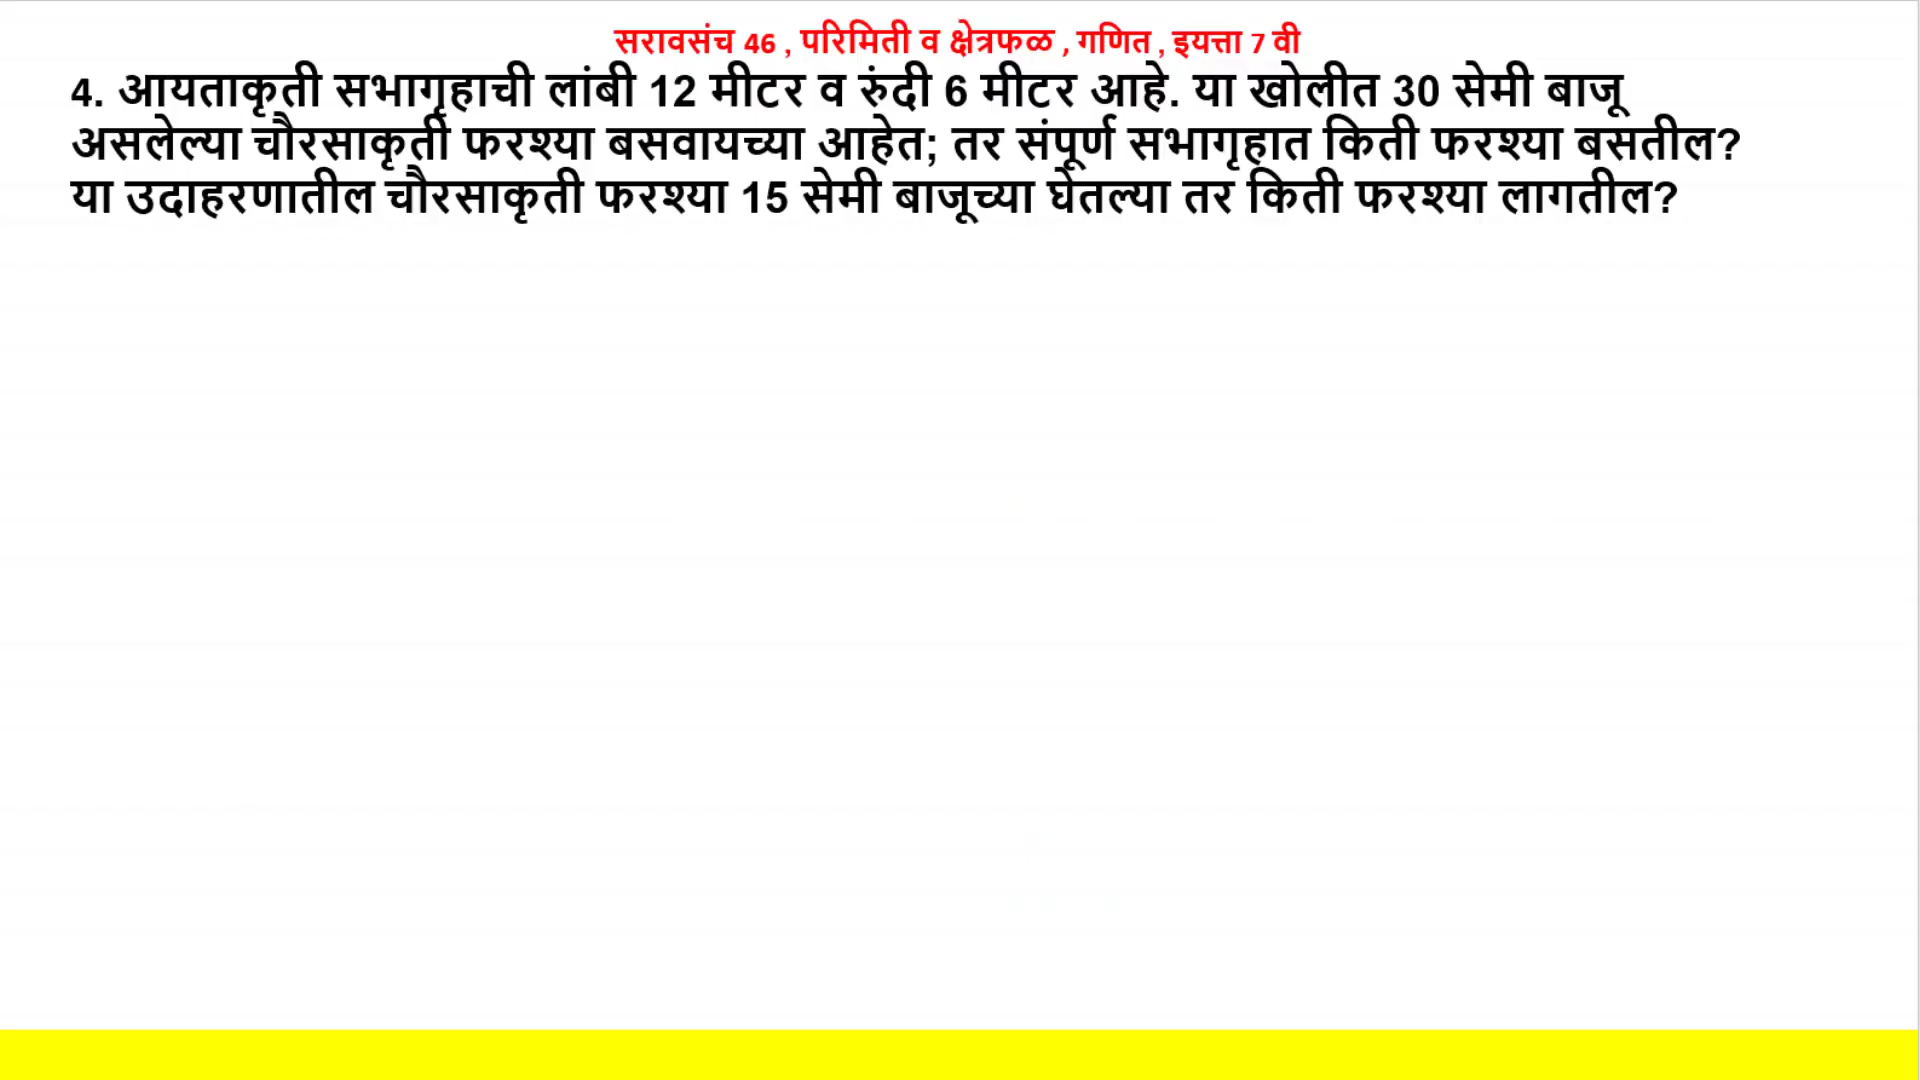 सरावसंच 46 , परिमिती व क्षेत्रफळ , गणित , इयत्ता 7 वी
4. आयताकृती सभागृहाची लांबी 12 मीटर व रुंदी 6 मीटर आहे. या खोलीत 30 सेमी बाजू
असलेल्या चौरसाकृती फरश्या बसवायच्या आहेत; तर संपूर्ण सभागृहात किती फरश्या बसतील?
या उदाहरणातील चौरसाकृती फरश्या 15 सेमी बाजूच्या घेतल्या तर किती फरश्या लागतील?